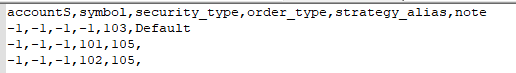 accountS,symbol,security_type,order_type,strategy_alias,note
-1,-1,-1,-1,103,Default
-1,-1,-1,101,105,
-1,-1,-1,102,105,